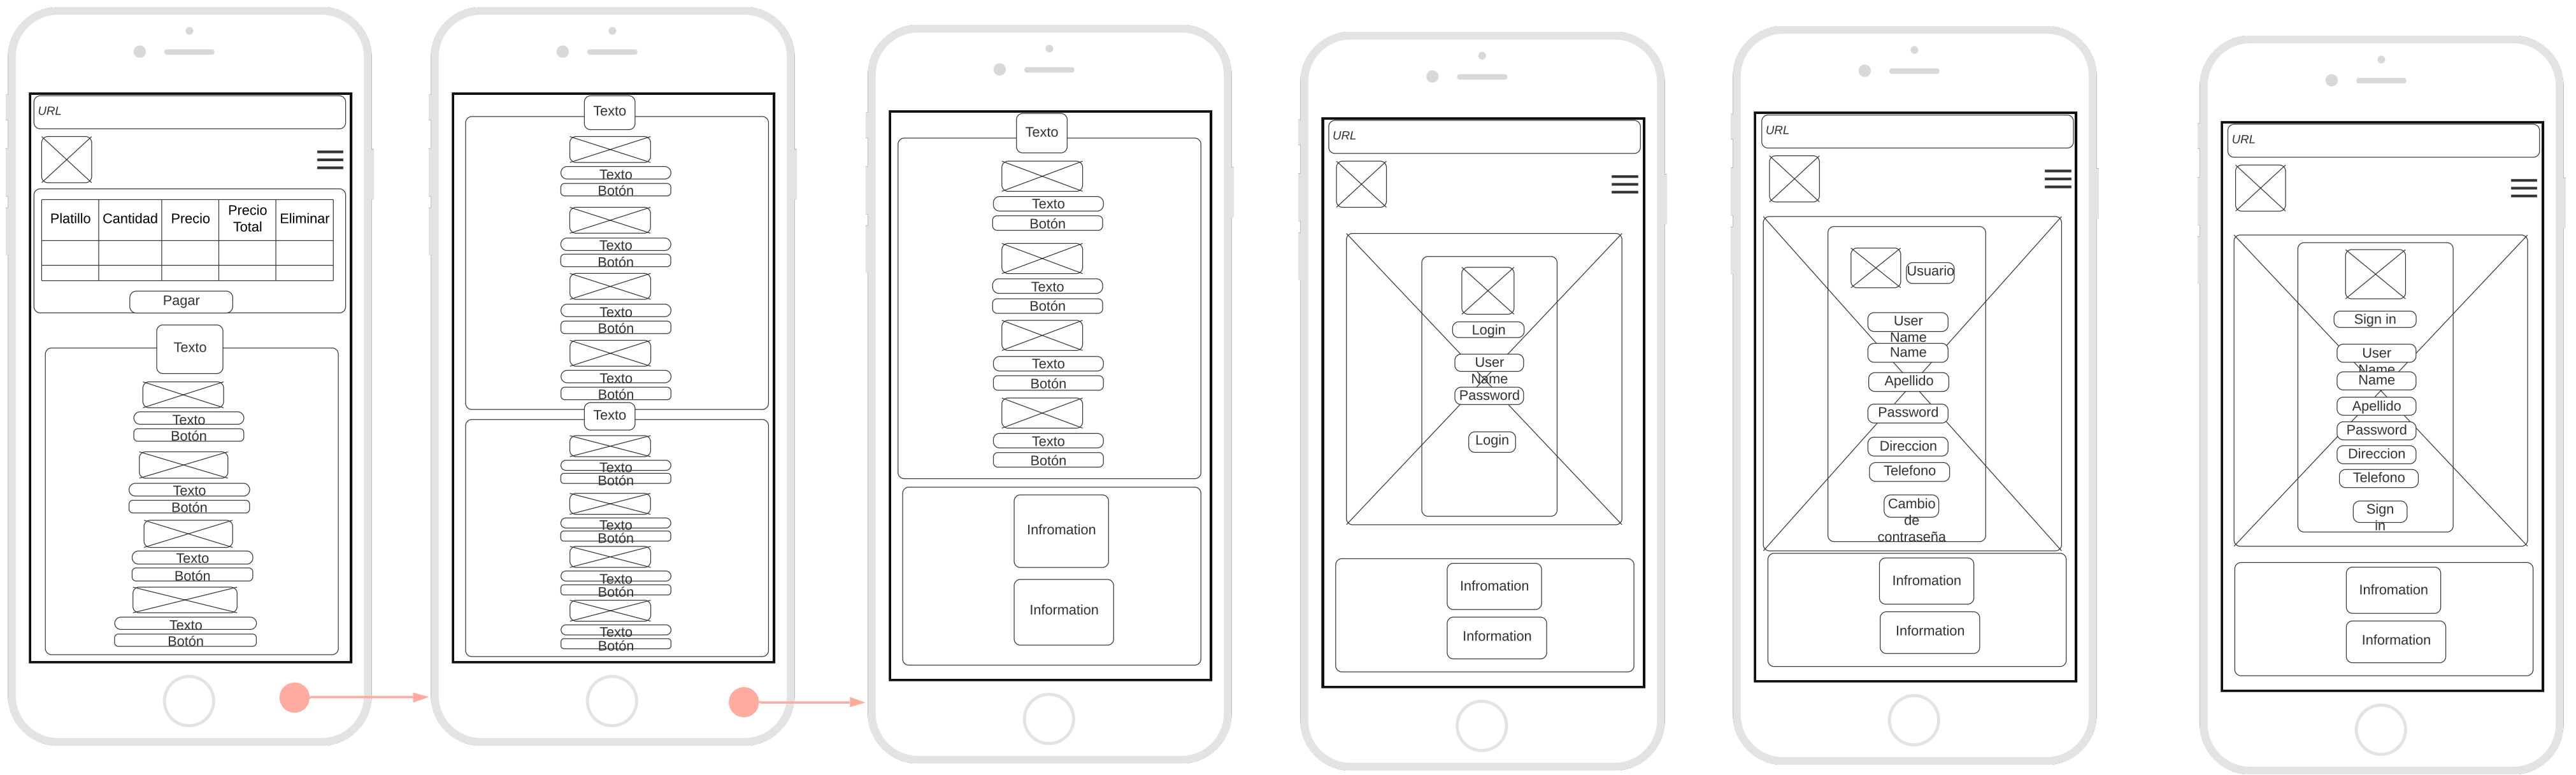 URL
Platillo Cantidad Precio Precio Total Eliminar
Pagar
Texto
Texto
Botón
Texto
Botón
Texto
Botón
Texto
Botón
Texto
Texto
Botón
Texto
Botón
Texto
Botón
Texto
Botón
Texto
Texto
Botón
Texto
Botón
Texto
Botón
Texto
Botón
Texto
Texto
Botón
Texto
Botón
Texto
Botón
Texto
Botón
Infromation
Information
URL
Login
User
Name
Password
Login
Infromation
Information
URL
Usuario
User
Name
Name
Apellido
Password
Direccion
Telefono
Cambio
de
contraseña
Infromation
Information
URL
Sign in
User
Name
Name
Apellido
Password
Direccion
Telefono
Sign
in
Infromation
Information